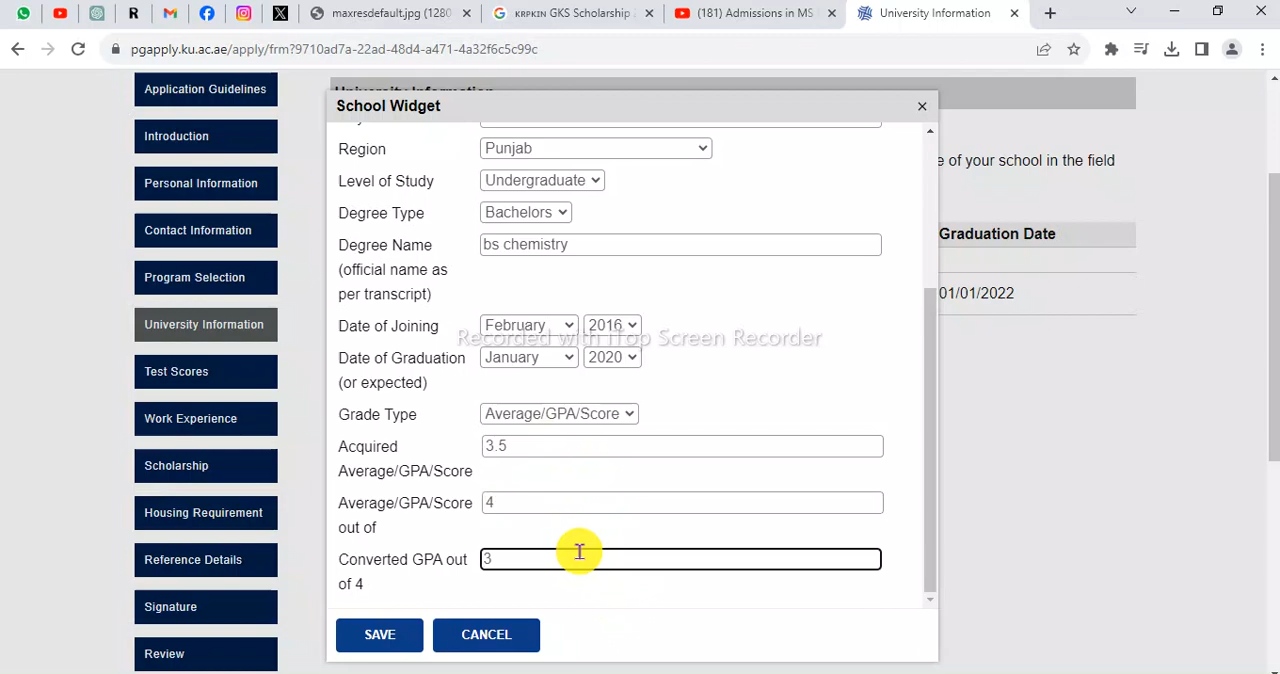 maxresdefault.jpg (1280
ĸʀᴘĸɪɴ GKS Scholarship
(181) Admissions in MS
University Information
pgapply.ku.ac.ae/apply/frm?9710ad7a-22ad-48d4-a471-4a32f6c5c99c
Application Guidelines
Introduction
Personal Information
Contact Information
Program Selection
University Information
Test Scores
Work Experience
Scholarship
Housing Requirement
Reference Details
Signature
Review
School Widget
Region
Punjab
Level of Study
Undergraduate
Degree Type
Bachelors
Degree Name
(official name as
per transcript)
bs chemistry
Date of Joining
February 2016
Date of Graduation
(or expected)
January 2020
Grade Type
Average/GPA/Score
Acquired
Average/GPA/Score
3.5
Average/GPA/Score
out of
4
Converted GPA out
of 4
3
SAVE CANCEL
e of your school in the field
Graduation Date
01/01/2022
Recorded with iTop Screen Recorder